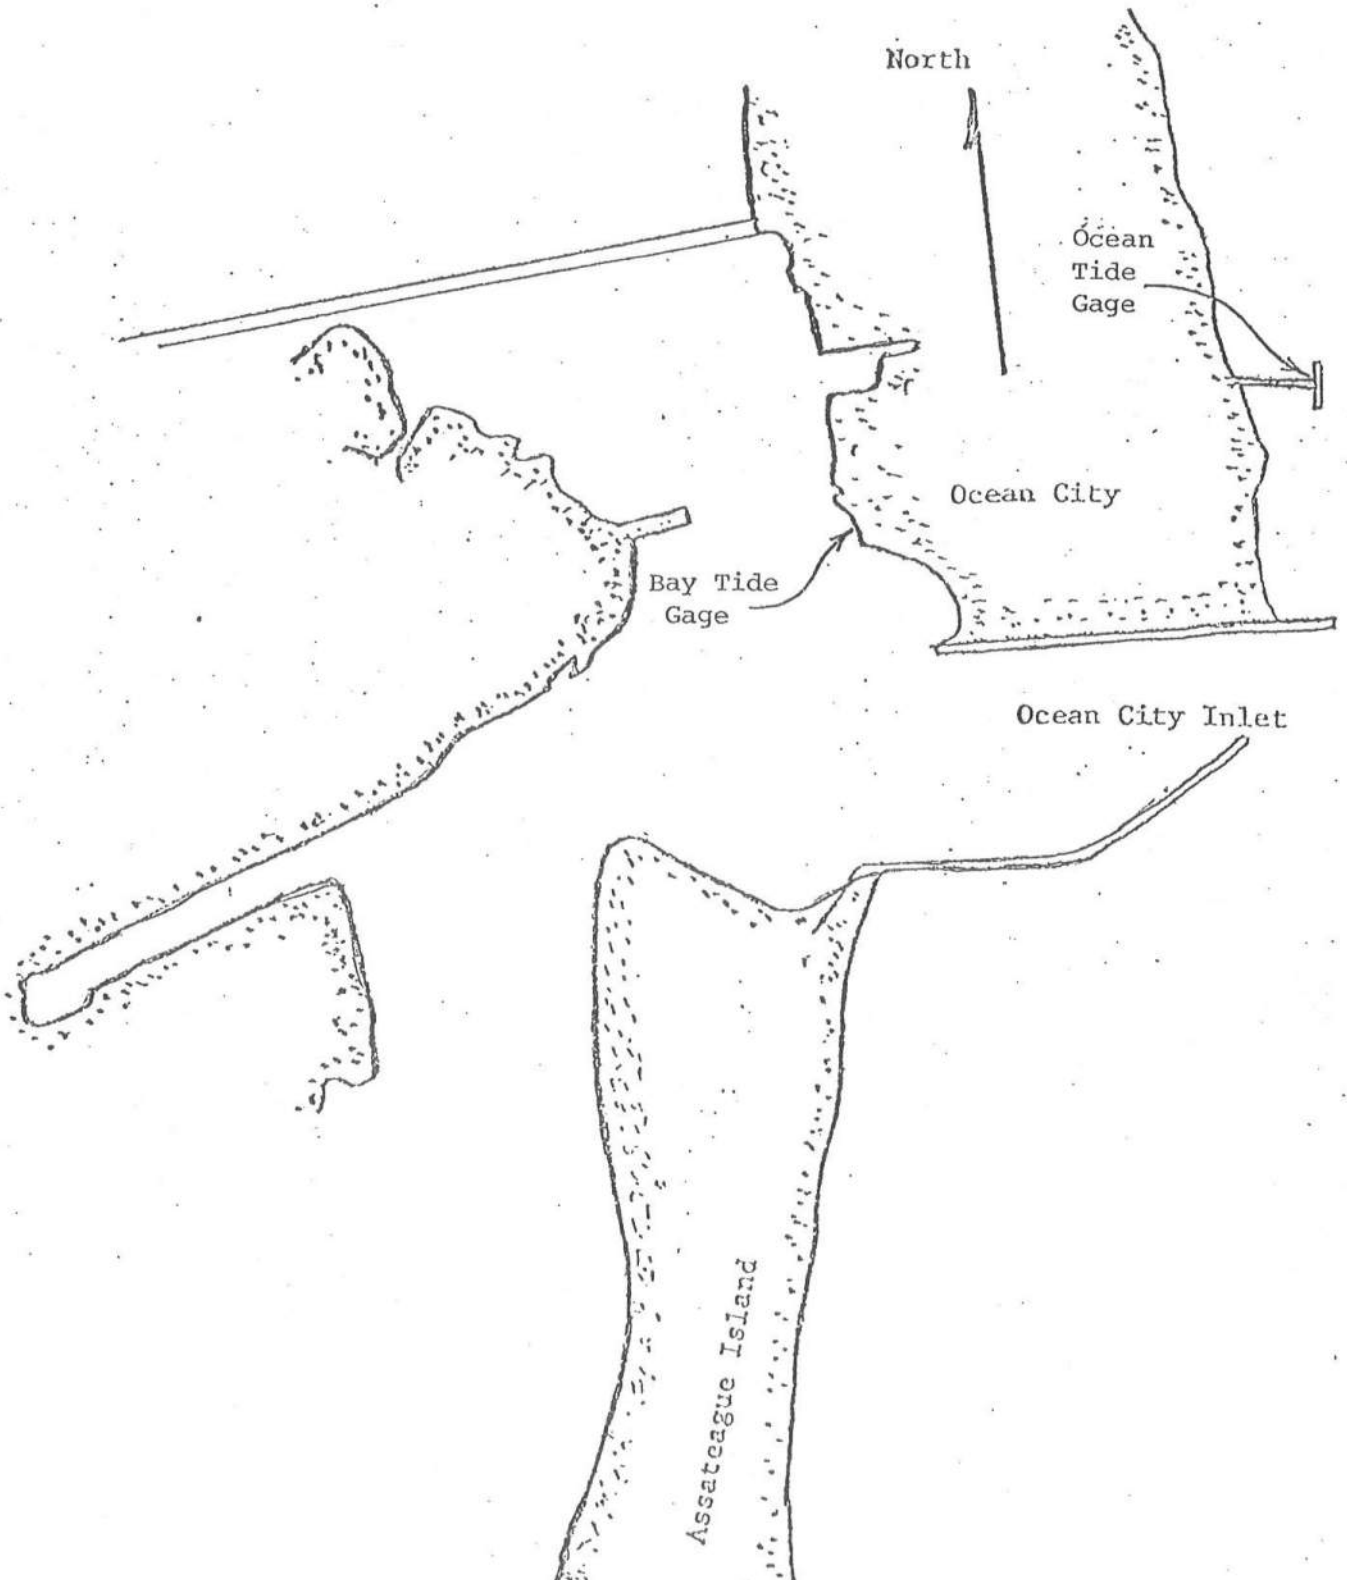 North
Ocean
Tide
Gage
Ocean City
Bay Tide
Gage
Ocean City Inlet
Assateague Island